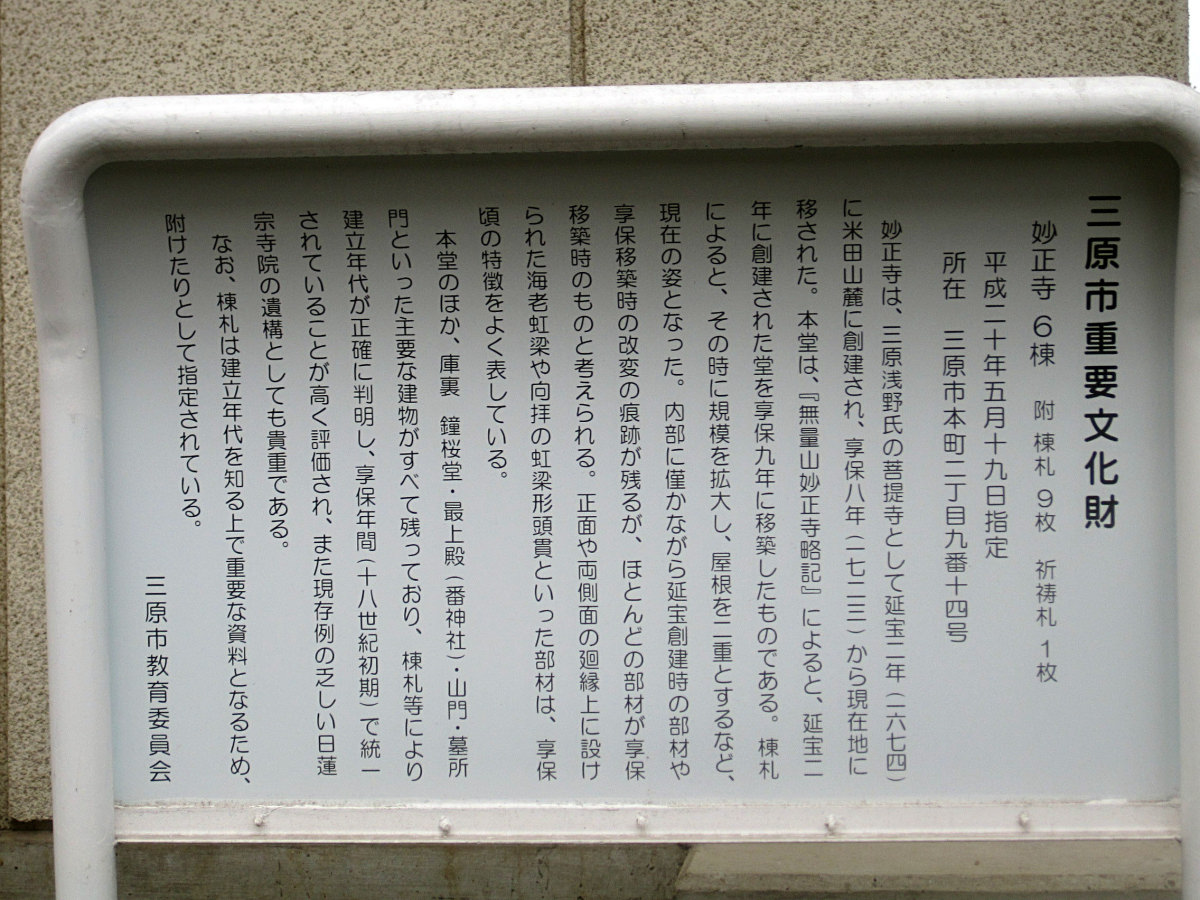 三原市重要文化財
妙正寺 6棟 附 棟札 9枚 祈祷札 1枚
平成二十年五月十九日指定
所在 三原市本町二丁目九番十四号
妙正寺は、三原浅野氏の菩提寺として延宝二年(一六七四)
に米田山麓に創建され、享保八年(一七二三)から現在地に
移された。本堂は、『無量山妙正寺略記』によると、延宝二
年に創建された堂を享保九年に移築したものである。棟札
によると、その時に規模を拡大し、屋根を二重とするなど、
現在の姿となった。内部に僅かながら延宝創建時の部材や
享保移築時の改変の痕跡が残るが、ほとんどの部材が享保
移築時のものと考えられる。正面や両側面の廻縁上に設け
られた海老虹梁や向拝の虹梁形頭貫といった部材は、享保
頃の特徴をよく表している。
本堂のほか、庫裏 鐘桜堂・最上殿(番神社)・山門・墓所
門といった主要な建物がすべて残っており、棟札等により
建立年代が正確に判明し、享保年間(十八世紀初期)で統一
されていることが高く評価され、また現存例の乏しい日蓮
宗寺院の遺構としても貴重である。
なお、棟札は建立年代を知る上で重要な資料となるため、
附けたりとして指定されている。
三原市教育委員会